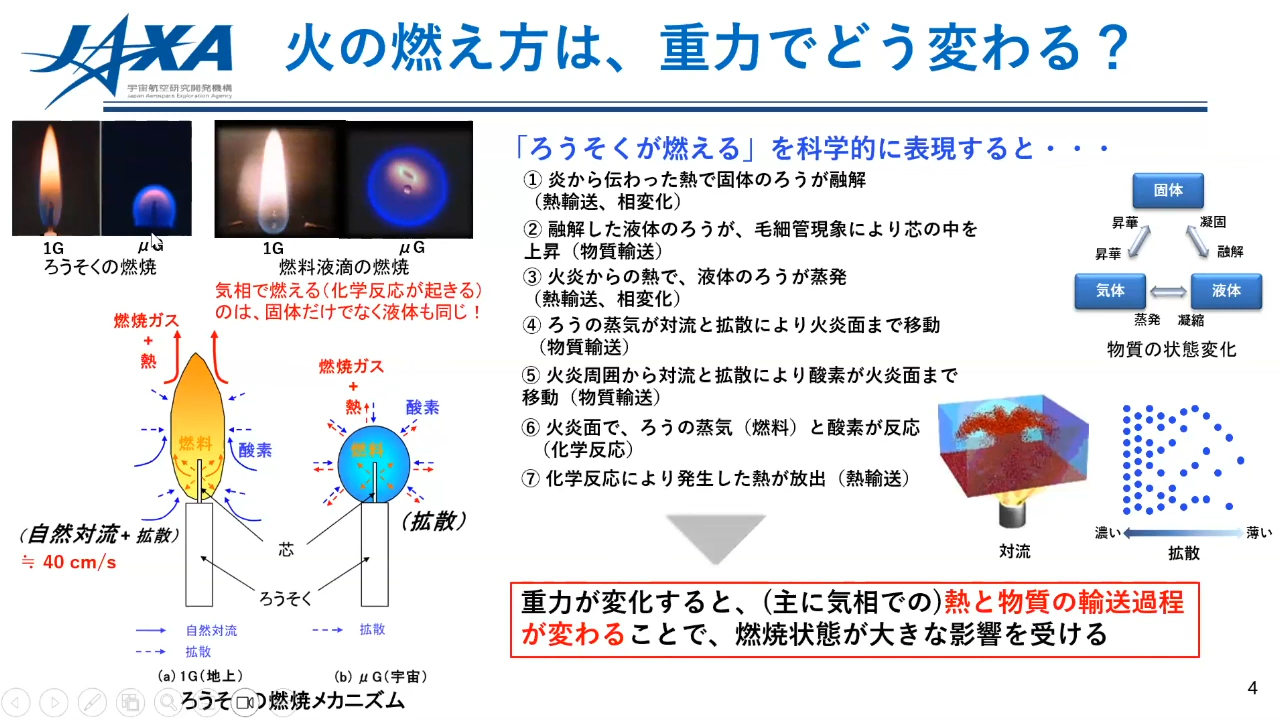 JAXA
宇宙航空研究開発機構
Japan Aerospace Exploration Agency
火の燃え方は、重力でどう変わる？
1G
μG
ろうそくの燃焼
1G
μG
燃料液滴の燃焼
気相で燃える(化学反応が起きる)
のは、固体だけでなく液体も同じ！
燃焼ガス
+
熱
燃料
酸素
(自然対流+拡散)
≒ 40 cm/s
燃焼ガス
+
熱
酸素
燃料
(拡散)
芯
ろうそく
自然対流
拡散
拡散
(a) 1G(地上)
(b) μG(宇宙)
ろうそくの燃焼メカニズム
「ろうそくが燃える」を科学的に表現すると・・・
① 炎から伝わった熱で固体のろうが融解
（熱輸送、相変化）
② 融解した液体のろうが、毛細管現象により芯の中を
上昇（物質輸送）
③ 火炎からの熱で、液体のろうが蒸発
（熱輸送、相変化）
④ ろうの蒸気が対流と拡散により火炎面まで移動
（物質輸送）
⑤ 火炎周囲から対流と拡散により酸素が火炎面まで
移動（物質輸送）
⑥ 火炎面で、ろうの蒸気（燃料）と酸素が反応
（化学反応）
⑦ 化学反応により発生した熱が放出（熱輸送）
固体
昇華
凝固
昇華
融解
気体
液体
蒸発
凝縮
物質の状態変化
対流
濃い
薄い
拡散
重力が変化すると、(主に気相での)熱と物質の輸送過程
が変わることで、燃焼状態が大きな影響を受ける
4